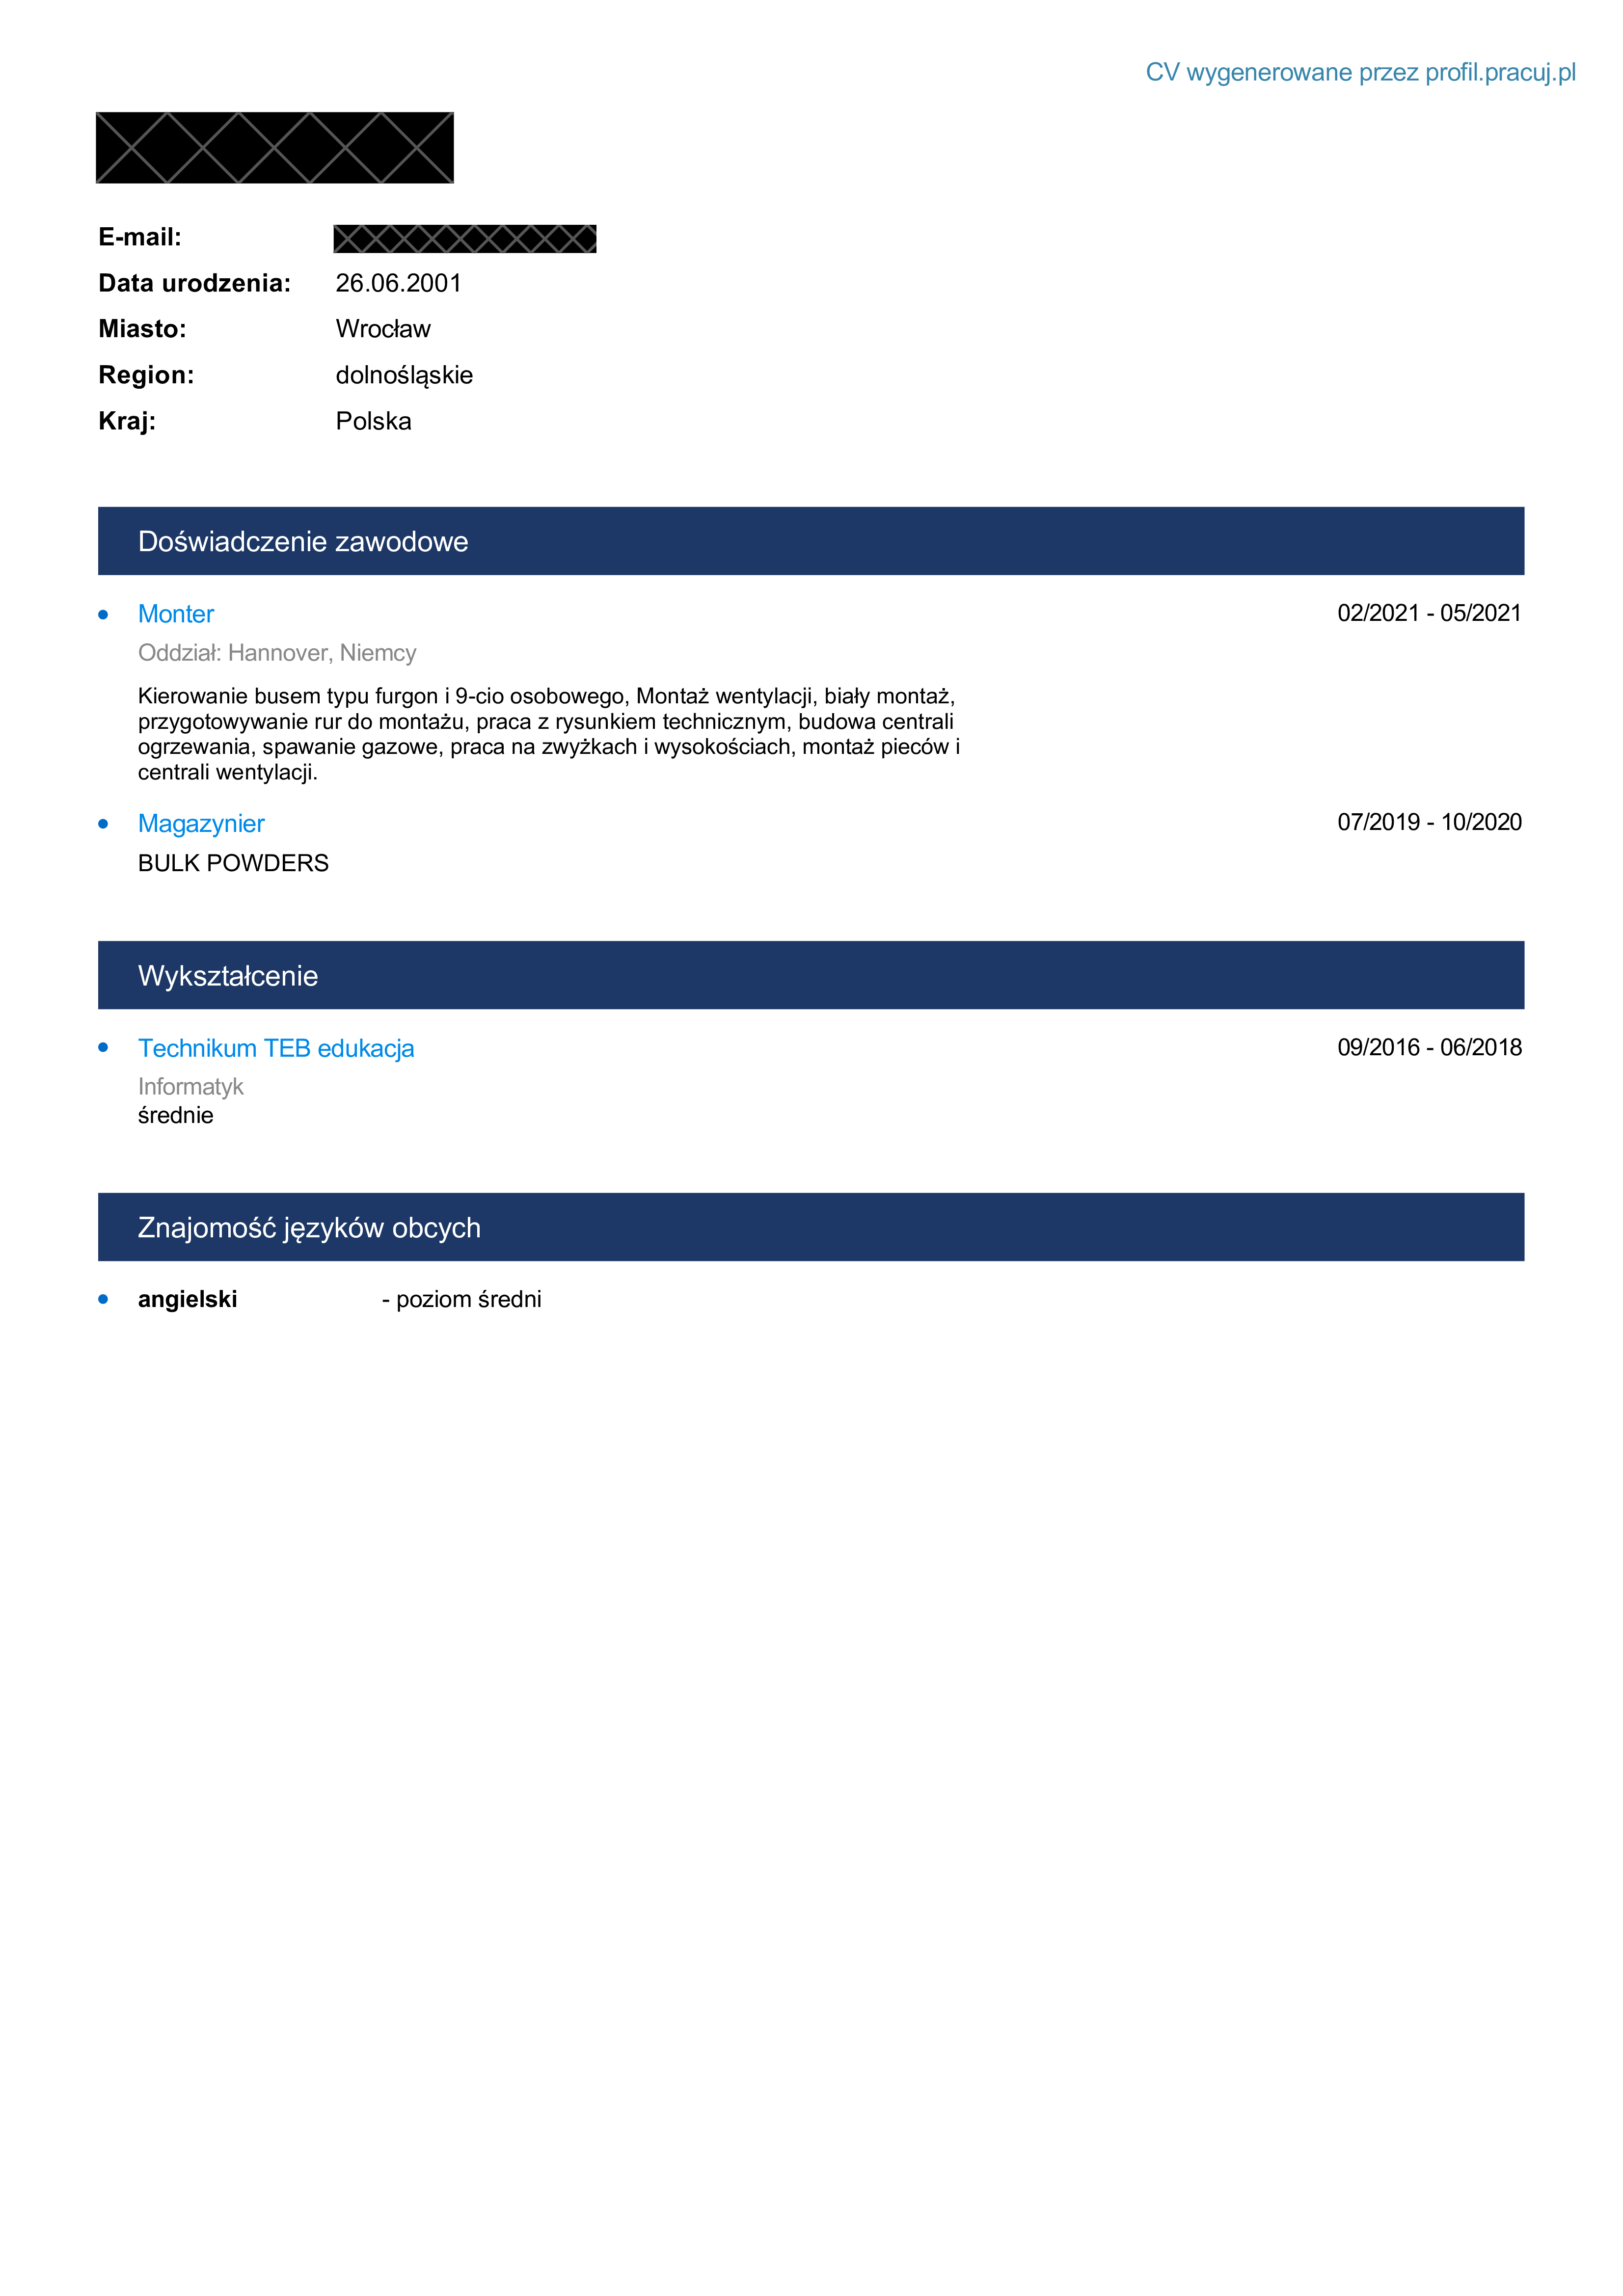 CV wygenerowane przez profil.pracuj.pl
E-mail:
Data urodzenia: 26.06.2001
Miasto: Wrocław
Region: dolnośląskie
Kraj: Polska
Doświadczenie zawodowe
Monter 02/2021 - 05/2021
Oddział: Hannover, Niemcy
Kierowanie busem typu furgon i 9-cio osobowego, Montaż wentylacji, biały montaż,
przygotowywanie rur do montażu, praca z rysunkiem technicznym, budowa centrali
ogrzewania, spawanie gazowe, praca na zwyżkach i wysokościach, montaż pieców i
centrali wentylacji.
Magazynier 07/2019 - 10/2020
BULK POWDERS
Wykształcenie
Technikum TEB edukacja 09/2016 - 06/2018
Informatyk
średnie
Znajomość języków obcych
angielski - poziom średni